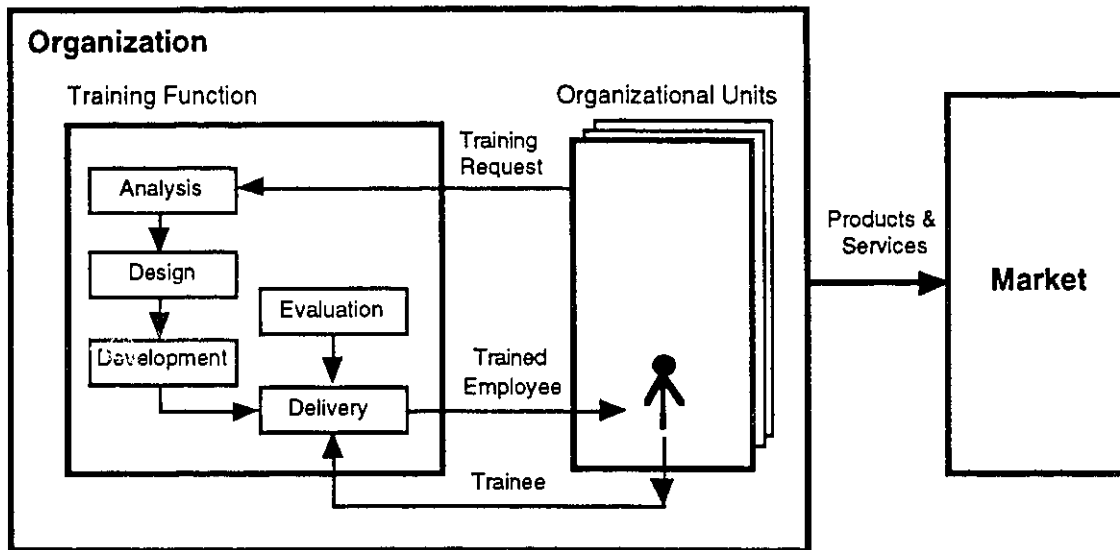 Organization
Training Function
Organizational Units
Training
Request
Analysis
Design
Evaluation
Development
Delivery
Trained
Employee
Trainee
Products &
Services
Market